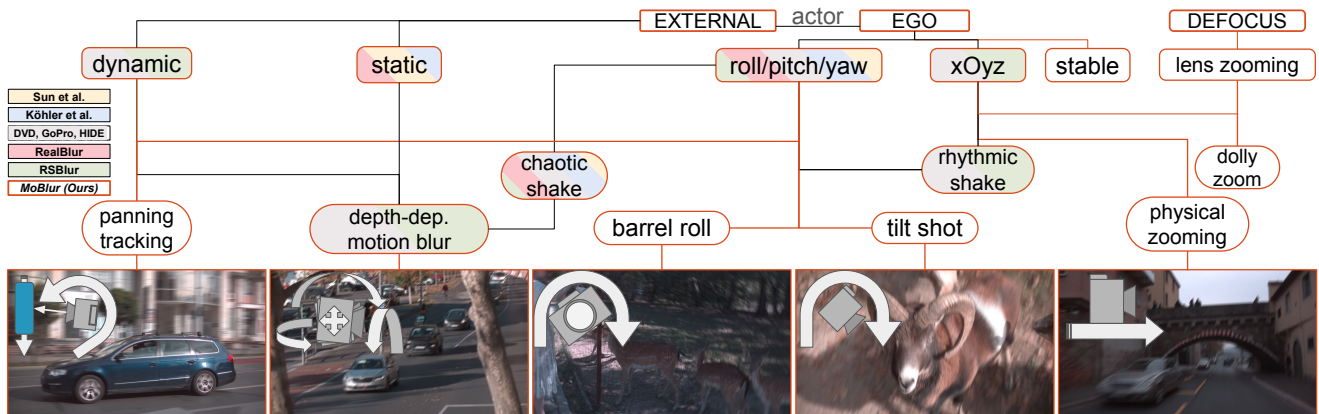 EXTERNAL actor EGO DEFOCUS
dynamic static roll/pitch/yaw xOyz stable lens zooming
Sun et al.
Köhler et al.
DVD, GoPro, HIDE
RealBlur
RSBlur
MoBlur (Ours)
chaotic
shake
rhythmic
shake
dolly
zoom
panning
tracking
depth-dep.
motion blur
barrel roll
tilt shot
physical
zooming